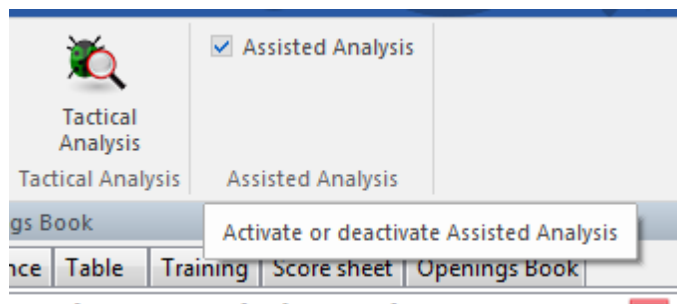 Assisted Analysis
Tactical
Analysis
Tactical Analysis
Assisted Analysis
gs Book
Activate or deactivate Assisted Analysis
nce
Table
Training
Score sheet
Openings Book